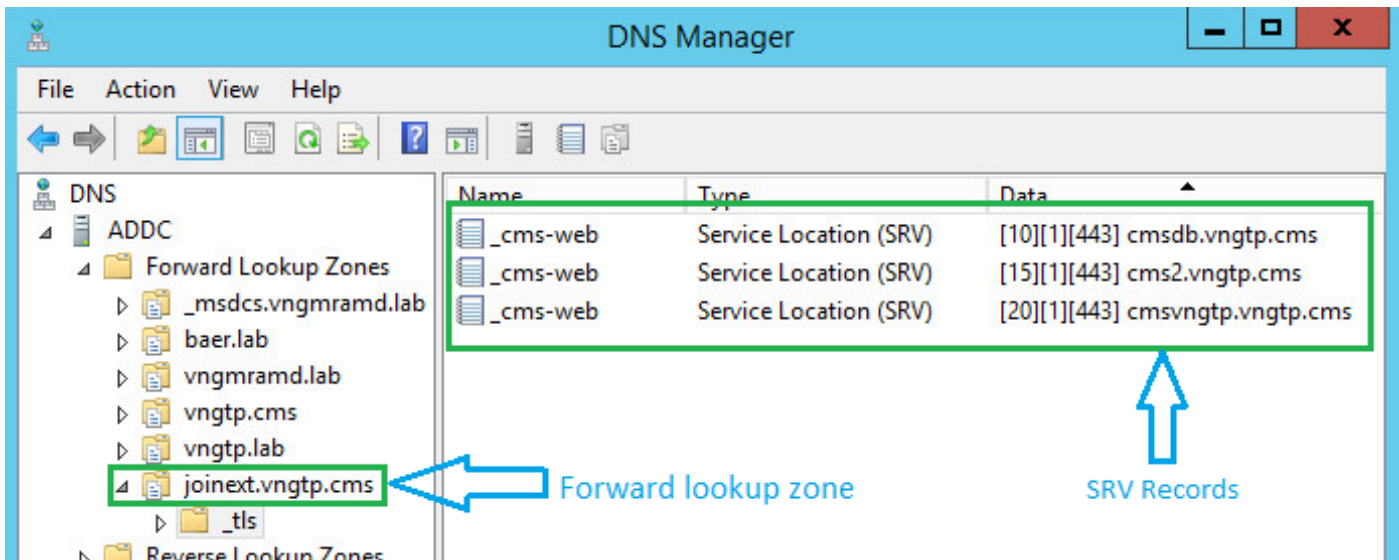 DNS Manager
File Action View Help
DNS
ADDC
Forward Lookup Zones
_msdcs.vngmramd.lab
baer.lab
vngmramd.lab
vngtp.cms
vngtp.lab
joinext.vngtp.cms
_tls
Reverse Lookup Zones
Name Type Data
_cms-web Service Location (SRV) [10][1][443] cmsdb.vngtp.cms
_cms-web Service Location (SRV) [15][1][443] cms2.vngtp.cms
_cms-web Service Location (SRV) [20][1][443] cmsvngtp.vngtp.cms
Forward lookup zone
SRV Records